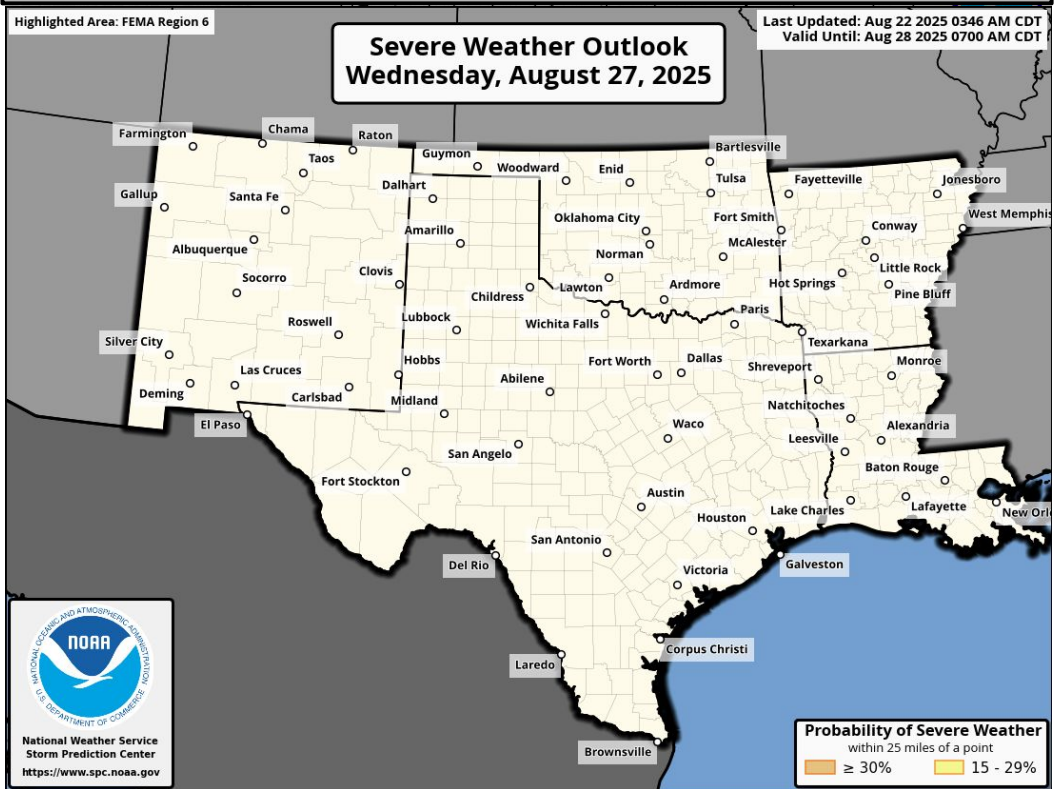 Highlighted Area: FEMA Region 6
Severe Weather Outlook
Wednesday, August 27, 2025
Last Updated: Aug 22 2025 0346 AM CDT
Valid Until: Aug 28 2025 0700 AM CDT
Farmington
Chama
Raton
Taos
Gallup
Santa Fe
Albuquerque
Socorro
Clovis
Roswell
Silver City
Las Cruces
Hobbs
Deming
Carlsbad
El Paso
Guymon
Woodward
Enid
Bartlesville
Tulsa
Dalhart
Amarillo
Oklahoma City
Fort Smith
Norman
McAlester
Childress
Lawton
Ardmore
Lubbock
Wichita Falls
Paris
Fayetteville
Jonesboro
West Memphis
Conway
Little Rock
Hot Springs
Pine Bluff
Texarkana
Fort Worth
Dallas
Shreveport
Monroe
Abilene
Midland
Natchitoches
Waco
Leesville
Alexandria
San Angelo
Fort Stockton
Baton Rouge
Austin
Houston
Lake Charles
Lafayette
New Orl
San Antonio
Del Rio
Galveston
Victoria
Laredo
Corpus Christi
Brownsville
NATIONAL OCEANIC AND ATMOSPHERIC ADMINISTRATION
NOAA
U.S. DEPARTMENT OF COMMERCE
National Weather Service
Storm Prediction Center
https://www.spc.noaa.gov
Probability of Severe Weather
within 25 miles of a point
≥ 30%
15 - 29%